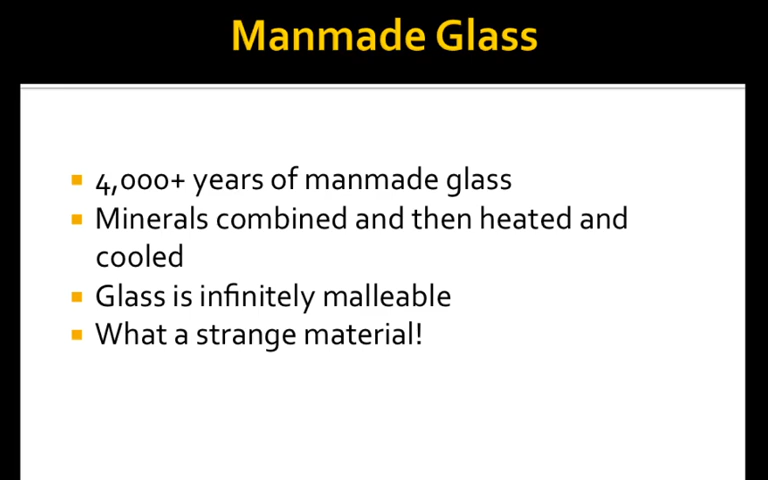 Manmade Glass
4,000+ years of manmade glass
Minerals combined and then heated and
cooled
Glass is infinitely malleable
What a strange material!